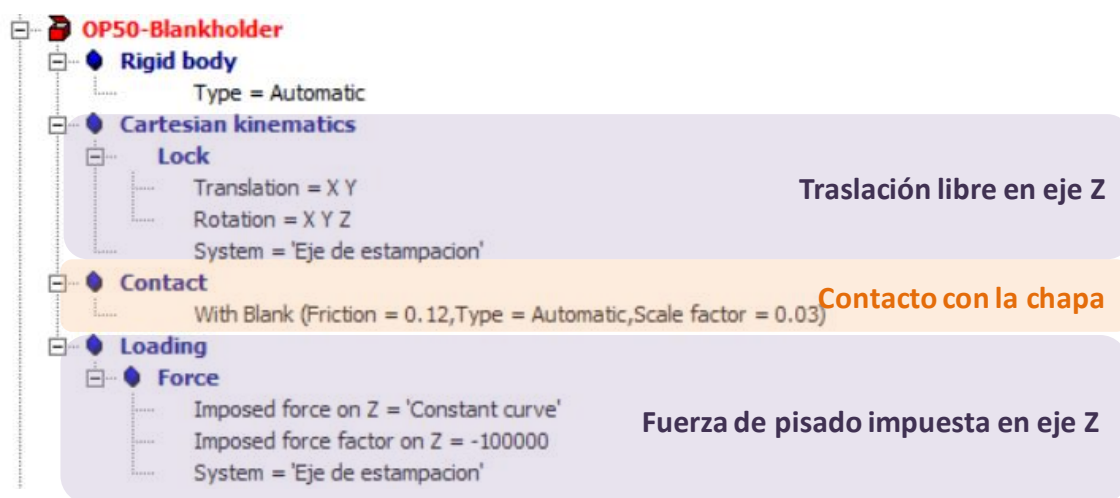 OP50-Blankholder
Rigid body
Type = Automatic
Cartesian kinematics
Lock
Translation = X Y
Traslación libre en eje Z
Rotation = X Y Z
System = 'Eje de estampacion'
Contact
Contacto con la chapa
With Blank (Friction = 0.12,Type = Automatic,Scale factor = 0.03)
Loading
Force
Imposed force on Z = 'Constant curve'
Fuerza de pisado impuesta en eje Z
Imposed force factor on Z = -100000
System = 'Eje de estampacion'